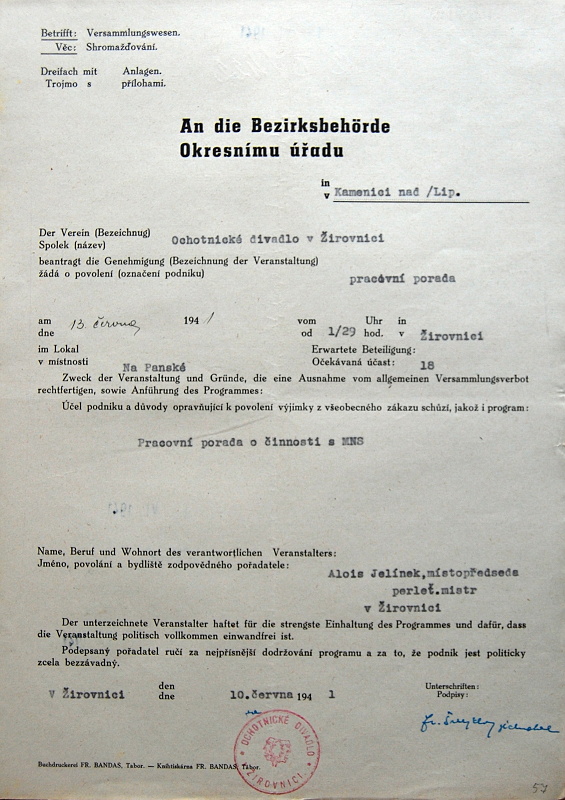 Betrifft: Versammlungswesen.
Věc: Shromažďování.
Dreifach mit Anlagen.
Trojmo s přílohami.
An die Bezirksbehörde
Okresnímu úřadu
in
v Kamenici nad /Lip.
Der Verein (Bezeichnug)
Spolek (název) Ochotnické divadlo v Žirovnici
beantragt die Genehmigung (Bezeichnung der Veranstaltung)
žádá o povolení (označení podniku) pracóvní porada
am 13. června 1941 vom Uhr in
dne od 1/29 hod. v Žirovnici
im Lokal Erwartete Beteiligung:
v místnosti Na Panské Očekávaná účast: 18
Zweck der Veranstaltung und Gründe, die eine Ausnahme vom allgemeinen Versammlungsverbot
rechtfertigen, sowie Anführung des Programmes:
Účel podniku a důvody opravňující k povolení výjimky z všeobecného zákazu schůzí, jakož i program:
Pracovní porada o činnosti s MNS
Name, Beruf und Wohnort des verantwortlichen Veranstalters:
Jméno, povolání a bydliště zodpovědného pořadatele:
Alois Jelínek,místopředseda
perleť.mistr
v Žirovnici
Der unterzeichnete Veranstalter haftet für die strengste Einhaltung des Programmes und dafür, dass
die Veranstaltung politisch vollkommen einwandfrei ist.
Podepsaný pořadatel ručí za nejpřísnější dodržování programu a za to, že podnik jest politicky
zcela bezzávadný.
V Žirovnici den
dne 10.června 1941
Unterschriften:
Podpisy:
OCHOTNICKÉ DIVADLO
ŽIROVNICI
Buchdruckerei FR. BANDAS, Tabor. — Knihtiskárna FR. BANDAS, Tábor.
57